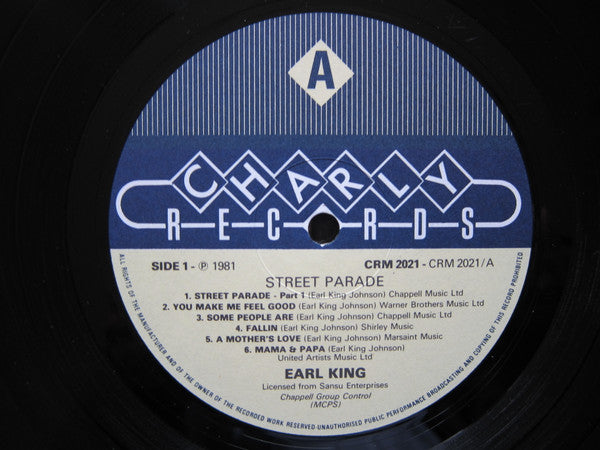 A
CHARLY
RECORDS
SIDE 1 - Ⓟ 1981
CRM 2021 - CRM 2021/A
STREET PARADE
1. STREET PARADE - Part 1 (Earl King Johnson) Chappell Music Ltd
2. YOU MAKE ME FEEL GOOD (Earl King Johnson) Warner Brothers Music Ltd
3. SOME PEOPLE ARE (Earl King Johnson) Chappell Music Ltd
4. FALLIN (Earl King Johnson) Shirley Music
5. A MOTHER'S LOVE (Earl King Johnson) Marsaint Music
6. MAMA & PAPA (Earl King Johnson)
United Artists Music Ltd
EARL KING
Licensed from Sansu Enterprises
Chappell Group Control
(MCPS)
ALL RIGHTS OF THE MANUFACTURER AND OF THE OWNER OF THE RECORDED WORK RESERVED-UNAUTHORISED PUBLIC PERFORMANCE BROADCASTING AND COPYING OF THIS RECORD PROHIBITED